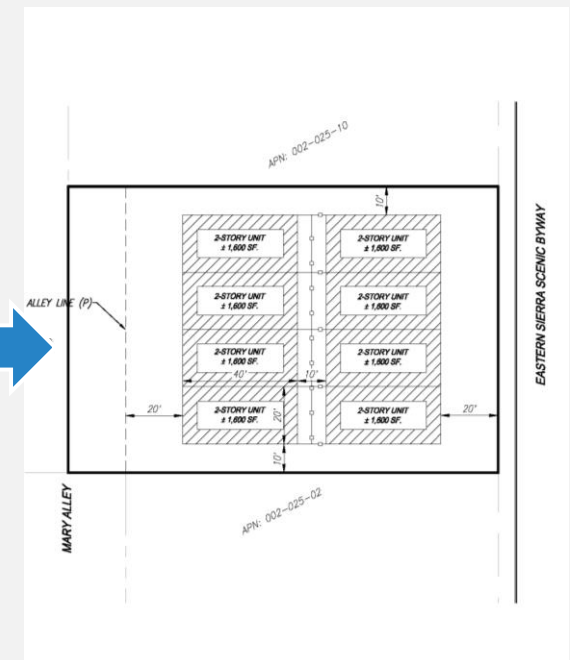 APN: 002-025-10
10'
2-STORY UNIT
± 1,600 SF.
2-STORY UNIT
± 1,600 SF.
2-STORY UNIT
± 1,600 SF.
2-STORY UNIT
± 1,600 SF.
ALLEY LINE (P)
2-STORY UNIT
± 1,600 SF.
2-STORY UNIT
± 1,600 SF.
40'
10'
20'
2-STORY UNIT
± 1,600 SF.
20'
2-STORY UNIT
± 1,600 SF.
20'
10'
EASTERN SIERRA SCENIC BYWAY
MARY ALLEY
APN: 002-025-02